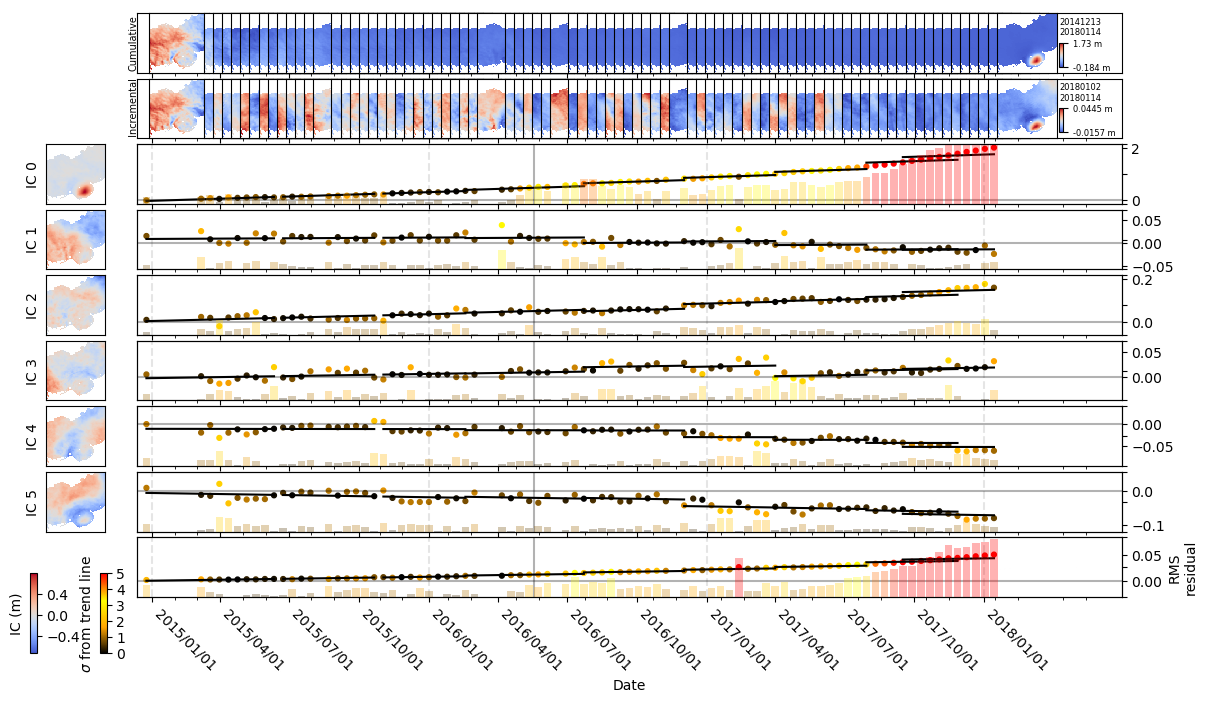 Cumulative
20141213
20180114
1.73 m
-0.184 m
Incremental
20180102
20180114
0.0445 m
-0.0157 m
IC 0
2
0
IC 1
0.05
0.00
−0.05
IC 2
0.2
0.0
IC 3
0.05
0.00
IC 4
0.00
−0.05
IC 5
0.0
−0.1
0.05
0.00
RMS
residual
IC (m)
0.4
0.0
−0.4
σ from trend line
5
4
3
2
1
0
2015/01/01
2015/04/01
2015/07/01
2015/10/01
2016/01/01
2016/04/01
2016/07/01
2016/10/01
2017/01/01
2017/04/01
2017/07/01
2017/10/01
2018/01/01
Date